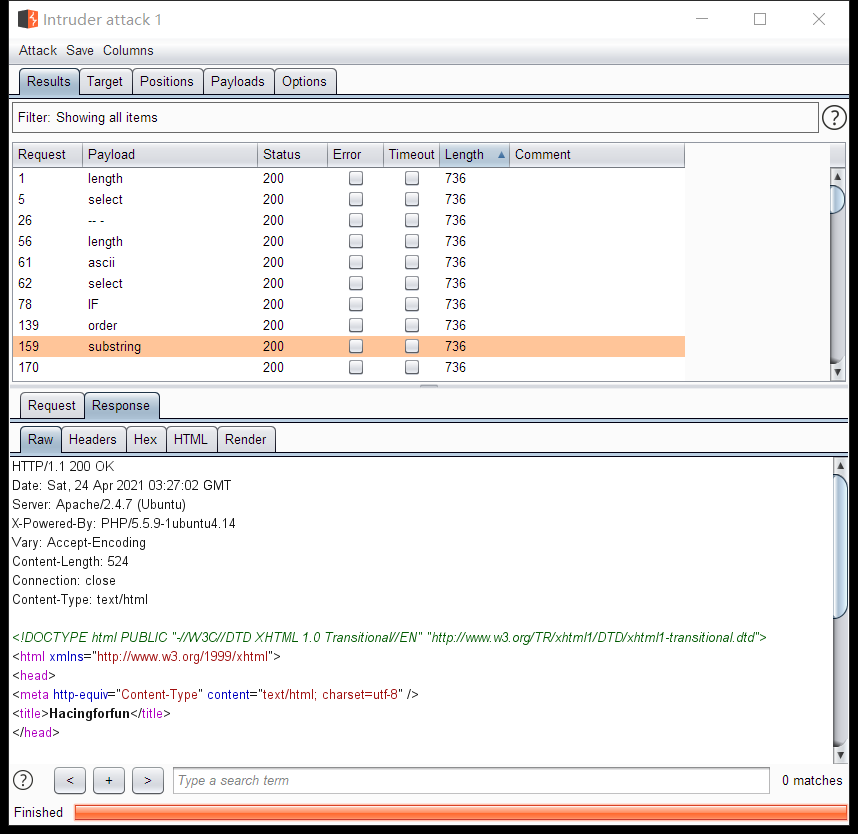 Intruder attack 1
Attack Save Columns
Results Target Positions Payloads Options
Filter: Showing all items ?
Request Payload Status Error Timeout Length Comment
1 length 200 736
5 select 200 736
26 -- - 200 736
56 length 200 736
61 ascii 200 736
62 select 200 736
78 IF 200 736
139 order 200 736
159 substring 200 736
170 200 736
Request Response
Raw Headers Hex HTML Render
HTTP/1.1 200 OK
Date: Sat, 24 Apr 2021 03:27:02 GMT
Server: Apache/2.4.7 (Ubuntu)
X-Powered-By: PHP/5.5.9-1ubuntu4.14
Vary: Accept-Encoding
Content-Length: 524
Connection: close
Content-Type: text/html
<!DOCTYPE html PUBLIC "-//W3C//DTD XHTML 1.0 Transitional//EN" "http://www.w3.org/TR/xhtml1/DTD/xhtml1-transitional.dtd">
<html xmlns="http://www.w3.org/1999/xhtml">
<head>
<meta http-equiv="Content-Type" content="text/html; charset=utf-8" />
<title>Hacingforfun</title>
</head>
? < + > Type a search term 0 matches
Finished